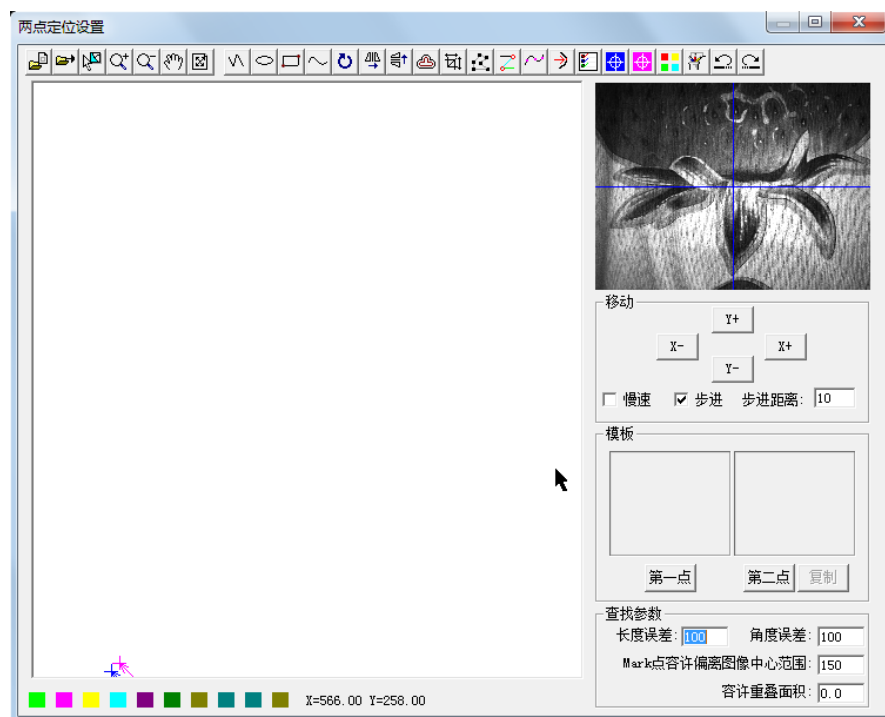 两点定位设置
移动
Y+
X-
X+
Y-
慢速
步进
步进距离:
10
模板
第一点
第二点
复制
查找参数
长度误差:
100
角度误差:
100
Mark点容许偏离图像中心范围:
150
容许重叠面积:
0.0
X=566.00 Y=258.00